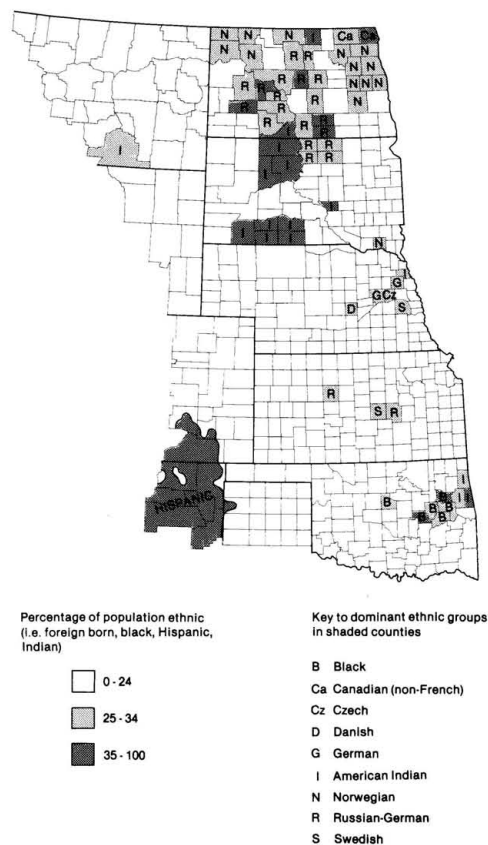 N N N I Ca Ca
N N R R N N
N N
R R R R N N N
R R
R R R N
R R R R
I I R R
I I R R
I
I
I
I I I
I I I
N
I
G
G Cz
D S
R
S R
I
B B I I
B B B
B B
HISPANIC
Percentage of population ethnic
(i.e. foreign born, black, Hispanic,
Indian)
0 - 24
25 - 34
35 - 100
Key to dominant ethnic groups
in shaded counties
B Black
Ca Canadian (non-French)
Cz Czech
D Danish
G German
I American Indian
N Norwegian
R Russian-German
S Swedish